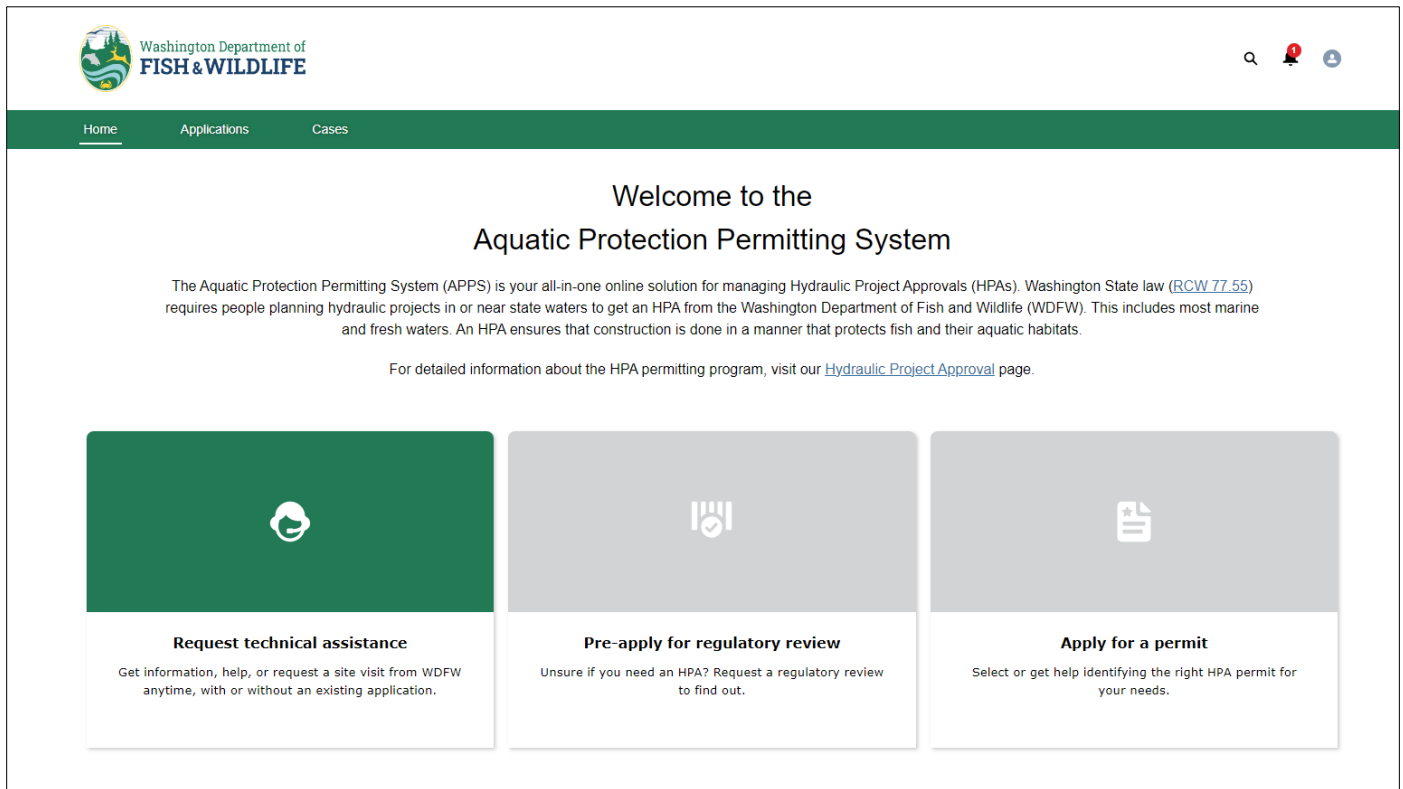 Washington Department of
FISH & WILDLIFE
1
Home Applications Cases
Welcome to the
Aquatic Protection Permitting System
The Aquatic Protection Permitting System (APPS) is your all-in-one online solution for managing Hydraulic Project Approvals (HPAs). Washington State law (RCW 77.55)
requires people planning hydraulic projects in or near state waters to get an HPA from the Washington Department of Fish and Wildlife (WDFW). This includes most marine
and fresh waters. An HPA ensures that construction is done in a manner that protects fish and their aquatic habitats.
For detailed information about the HPA permitting program, visit our Hydraulic Project Approval page.
Request technical assistance
Get information, help, or request a site visit from WDFW
anytime, with or without an existing application.
Pre-apply for regulatory review
Unsure if you need an HPA? Request a regulatory review
to find out.
Apply for a permit
Select or get help identifying the right HPA permit for
your needs.